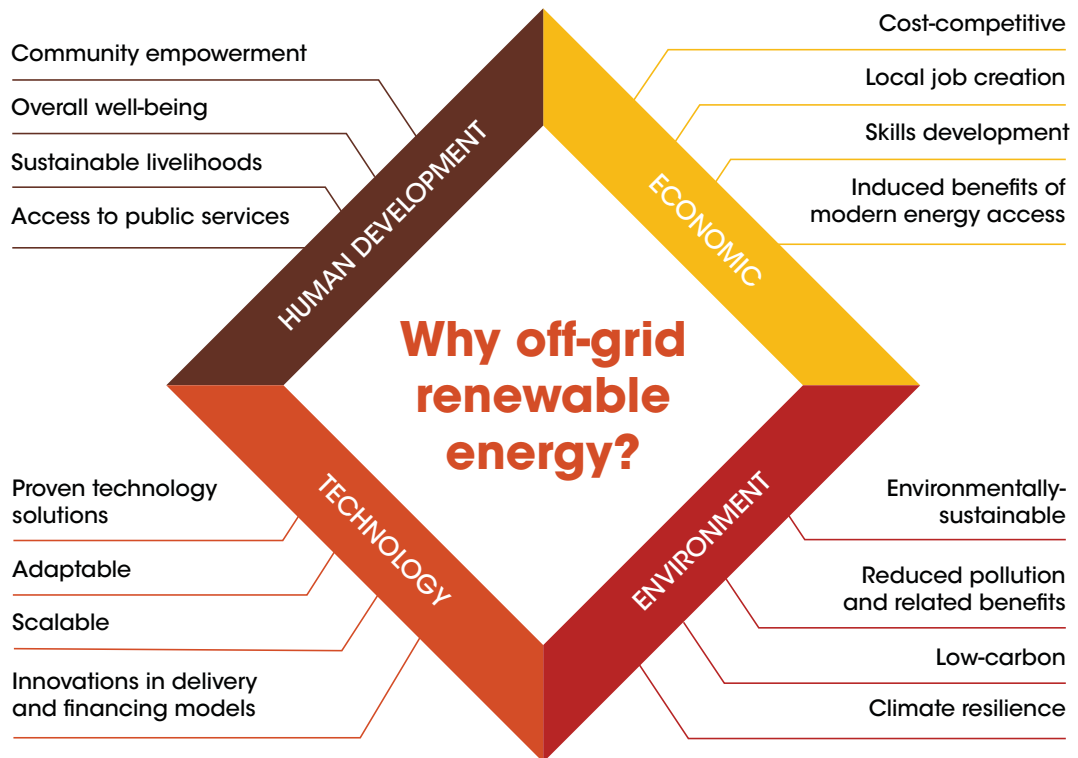 Community empowerment
Overall well-being
Sustainable livelihoods
Access to public services
HUMAN DEVELOPMENT
Cost-competitive
Local job creation
Skills development
Induced benefits of
modern energy access
ECONOMIC
Why off-grid
renewable
energy?
Proven technology
solutions
Adaptable
Scalable
Innovations in delivery
and financing models
TECHNOLOGY
Environmentally-
sustainable
Reduced pollution
and related benefits
Low-carbon
Climate resilience
ENVIRONMENT